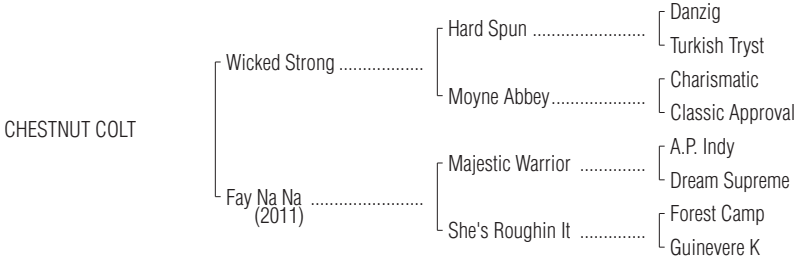 Danzig
Hard Spun ........................
Turkish Tryst
Wicked Strong ..................
Charismatic
Moyne Abbey....................
Classic Approval
CHESTNUT COLT
A.P. Indy
Majestic Warrior ..............
Dream Supreme
Fay Na Na ........................
(2011)
Forest Camp
She's Roughin It ..............
Guinevere K